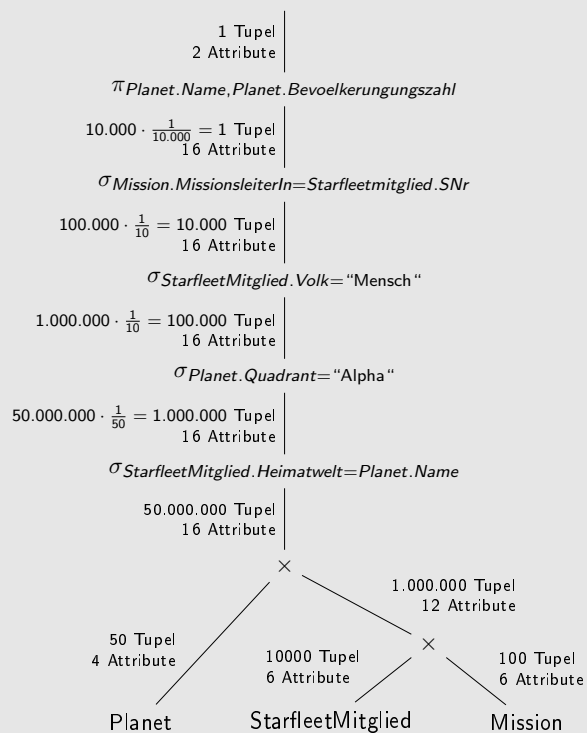 1 Tupel
2 Attribute
πPlanet.Name,Planet.Bevoelkerungungszahl
10.000 · 1/10.000 = 1 Tupel
16 Attribute
σMission.MissionsleiterIn=Starfleetmitglied.SNr
100.000 · 1/10 = 10.000 Tupel
16 Attribute
σStarfleetMitglied.Volk=“Mensch“
1.000.000 · 1/10 = 100.000 Tupel
16 Attribute
σPlanet.Quadrant=“Alpha“
50.000.000 · 1/50 = 1.000.000 Tupel
16 Attribute
σStarfleetMitglied.Heimatwelt=Planet.Name
50.000.000 Tupel
16 Attribute
×
1.000.000 Tupel
12 Attribute
50 Tupel
4 Attribute
×
10000 Tupel
6 Attribute
100 Tupel
6 Attribute
Planet
StarfleetMitglied
Mission